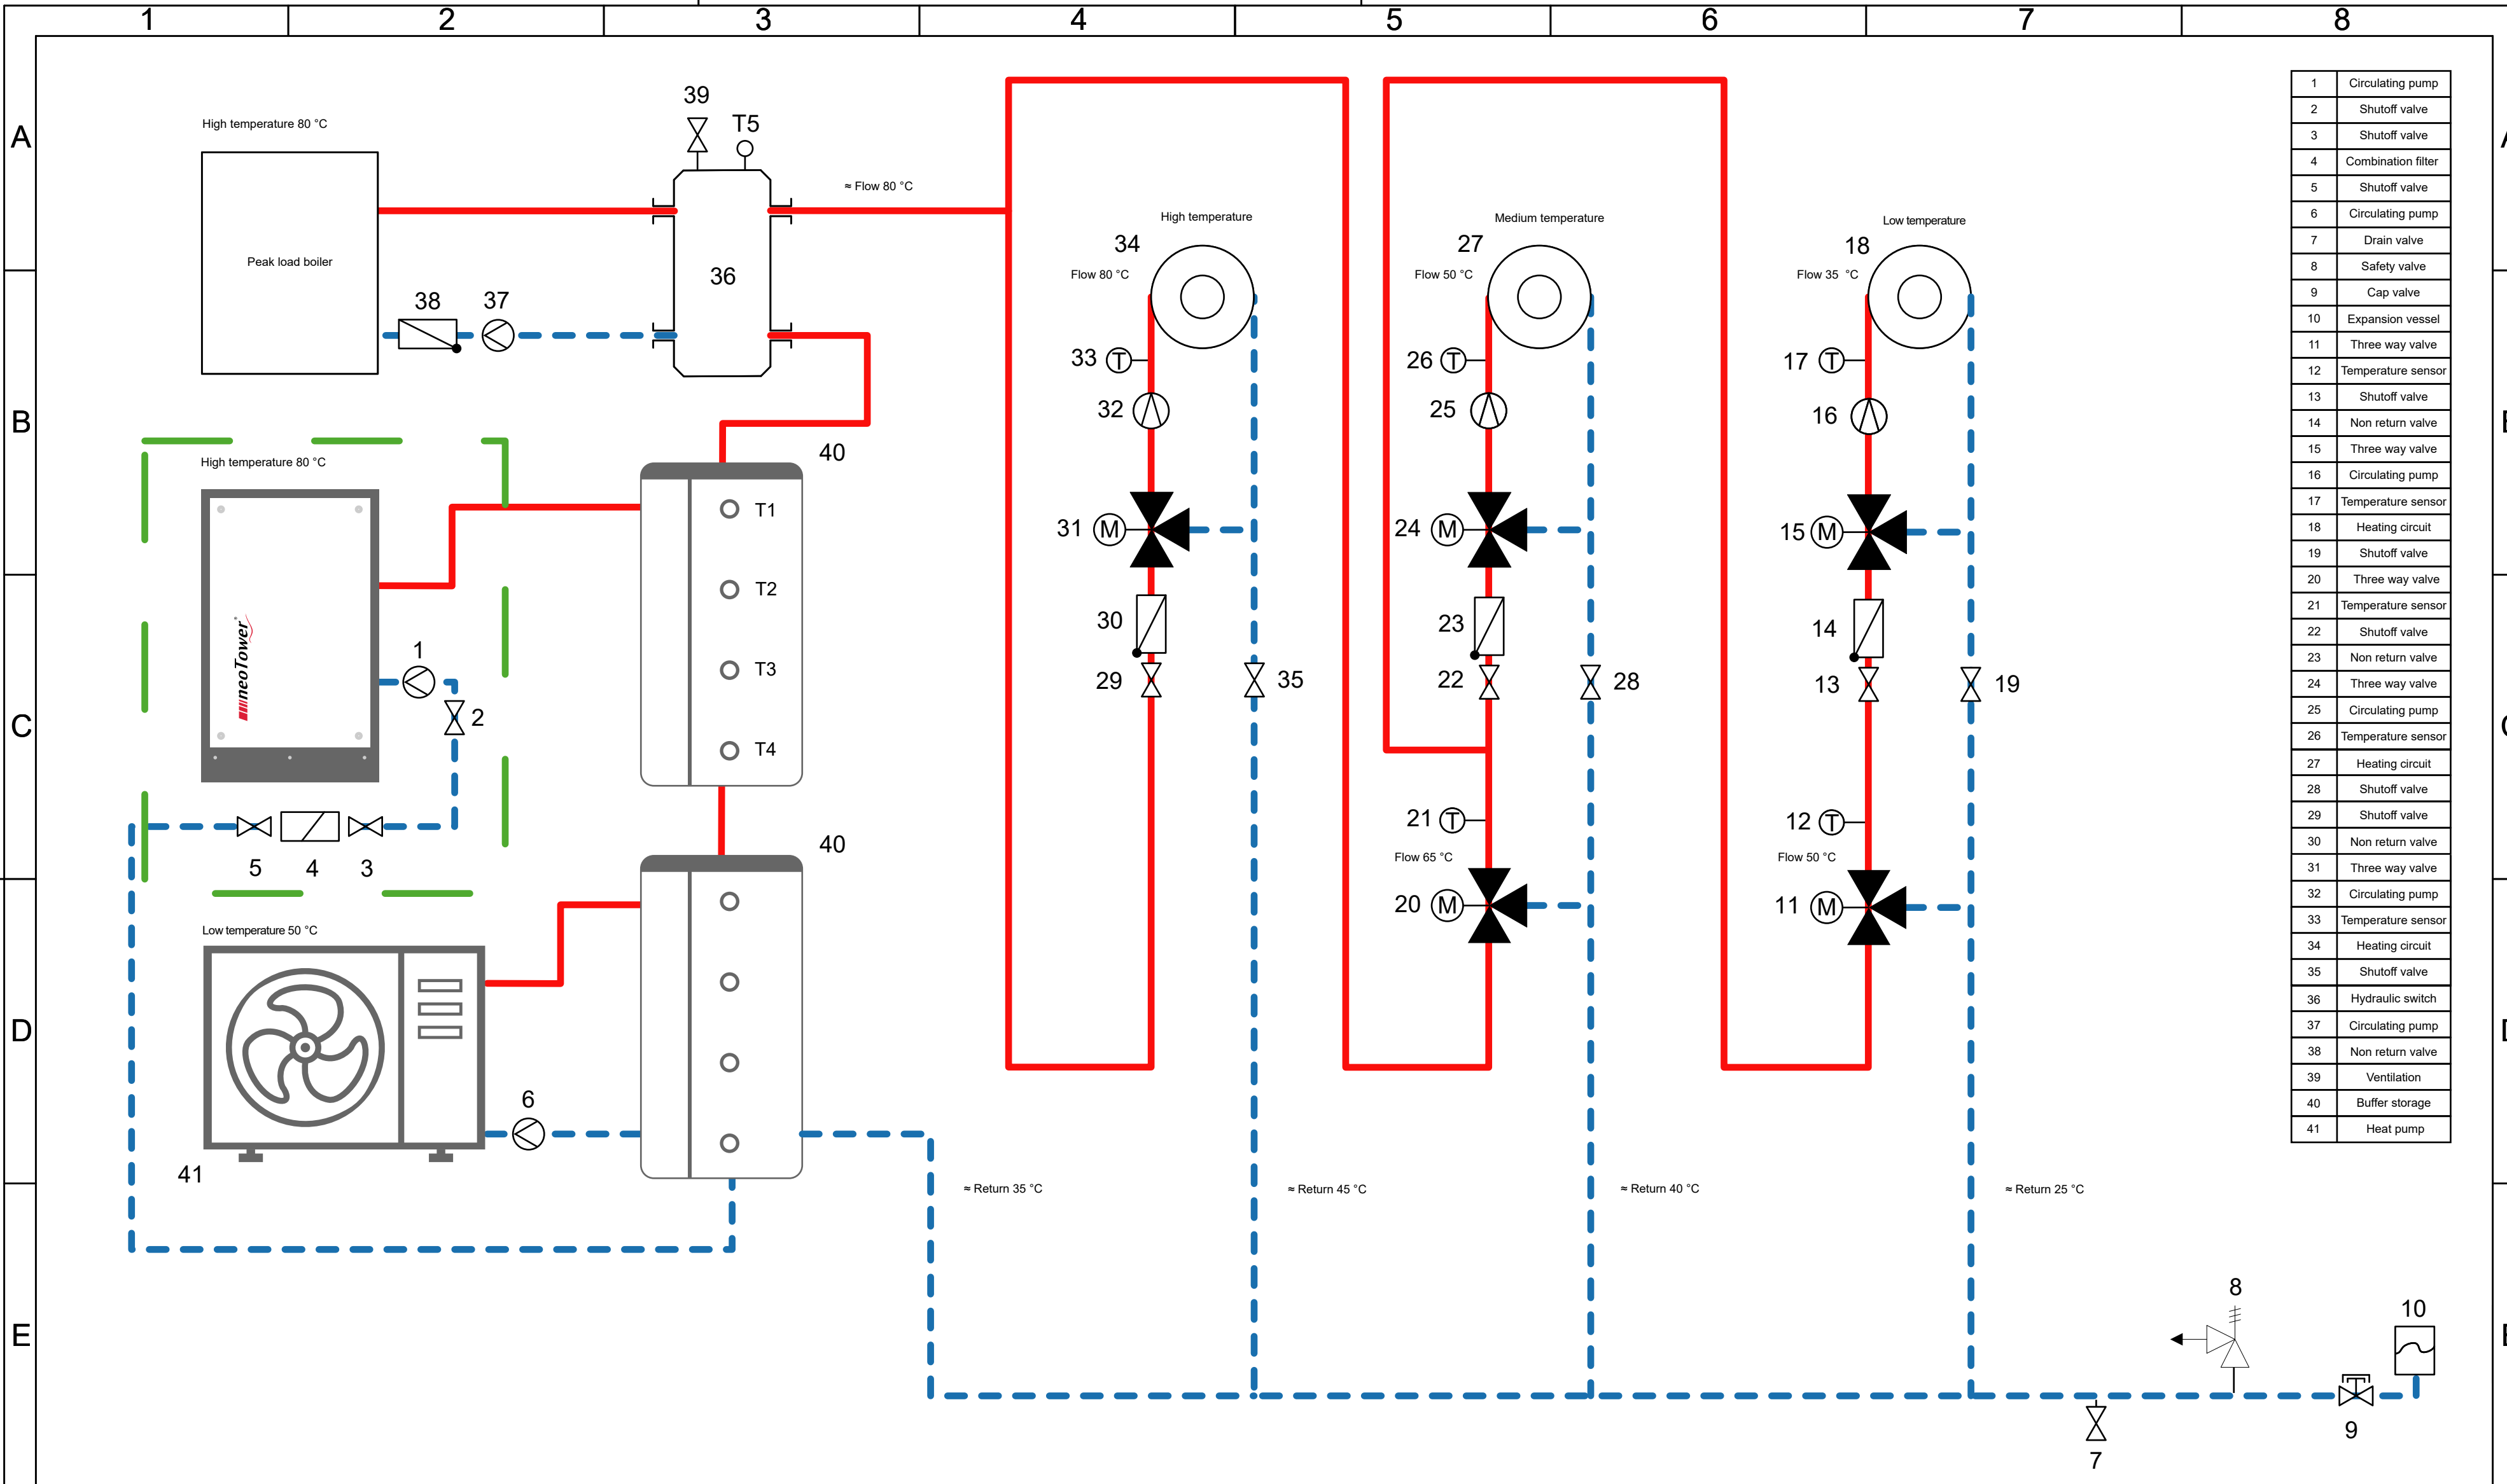 1 2 3 4 5 6 7 8
A
B
C
D
E
High temperature 80 °C
Peak load boiler
38
37
39
T5
36
≈ Flow 80 °C
High temperature 80 °C
neoTower
1
2
5
4
3
Low temperature 50 °C
41
6
40
T1
T2
T3
T4
40
High temperature
34
Flow 80 °C
33 T
32
31 M
30
29
35
Medium temperature
27
Flow 50 °C
26 T
25
24 M
23
22
28
21 T
Flow 65 °C
20 M
Low temperature
18
Flow 35 °C
17 T
16
15 M
14
13
19
12 T
Flow 50 °C
11 M
≈ Return 35 °C
≈ Return 45 °C
≈ Return 40 °C
≈ Return 25 °C
8
10
9
7
1 Circulating pump
2 Shutoff valve
3 Shutoff valve
4 Combination filter
5 Shutoff valve
6 Circulating pump
7 Drain valve
8 Safety valve
9 Cap valve
10 Expansion vessel
11 Three way valve
12 Temperature sensor
13 Shutoff valve
14 Non return valve
15 Three way valve
16 Circulating pump
17 Temperature sensor
18 Heating circuit
19 Shutoff valve
20 Three way valve
21 Temperature sensor
22 Shutoff valve
23 Non return valve
24 Three way valve
25 Circulating pump
26 Temperature sensor
27 Heating circuit
28 Shutoff valve
29 Shutoff valve
30 Non return valve
31 Three way valve
32 Circulating pump
33 Temperature sensor
34 Heating circuit
35 Shutoff valve
36 Hydraulic switch
37 Circulating pump
38 Non return valve
39 Ventilation
40 Buffer storage
41 Heat pump